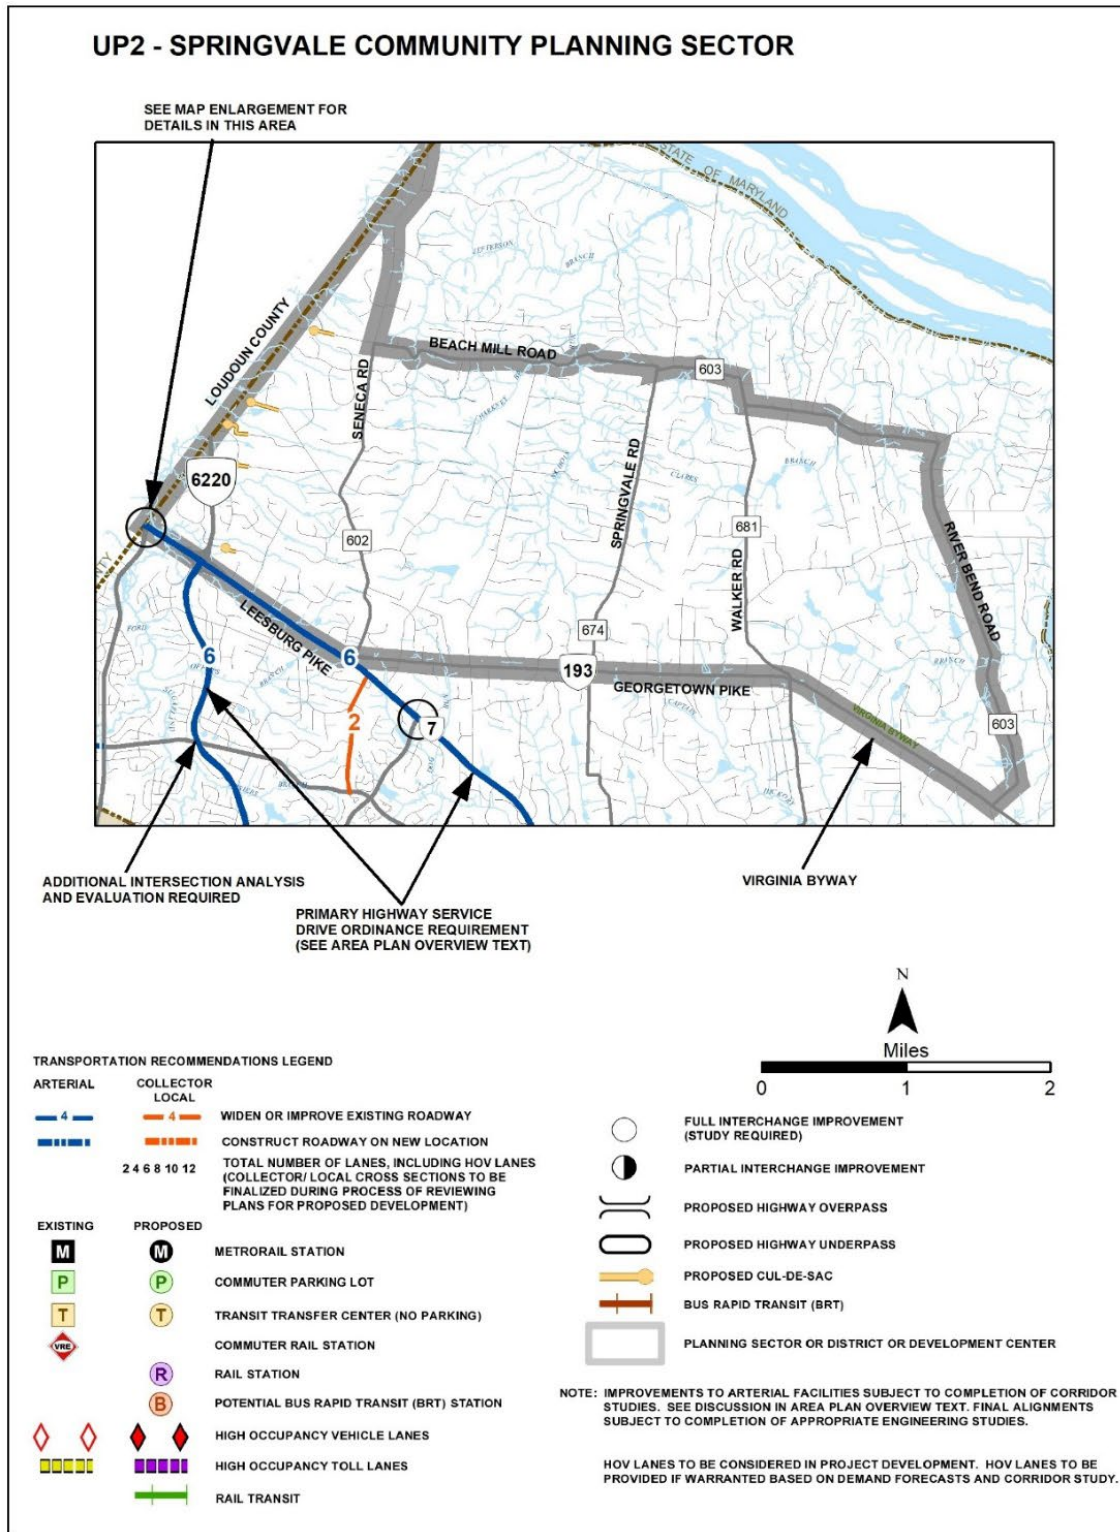 UP2 - SPRINGVALE COMMUNITY PLANNING SECTOR
SEE MAP ENLARGEMENT FOR
DETAILS IN THIS AREA
STATE OF MARYLAND
LOUDOUN COUNTY
JEFFERSON
BRANCH
BEACH MILL ROAD
603
SENECA RD
SPRINGVALE RD
CLARKS
BRANCH
6220
602
681
WALKER RD
RIVER BEND ROAD
LEESBURG PIKE
6
6
674
193
GEORGETOWN PIKE
BRANCH
2
7
VIRGINIA BYWAY
603
ADDITIONAL INTERSECTION ANALYSIS
AND EVALUATION REQUIRED
PRIMARY HIGHWAY SERVICE
DRIVE ORDINANCE REQUIREMENT
(SEE AREA PLAN OVERVIEW TEXT)
VIRGINIA BYWAY
N
Miles
0 1 2
TRANSPORTATION RECOMMENDATIONS LEGEND
ARTERIAL
COLLECTOR
LOCAL
4 4 WIDEN OR IMPROVE EXISTING ROADWAY
CONSTRUCT ROADWAY ON NEW LOCATION
2 4 6 8 10 12 TOTAL NUMBER OF LANES, INCLUDING HOV LANES
(COLLECTOR/ LOCAL CROSS SECTIONS TO BE
FINALIZED DURING PROCESS OF REVIEWING
PLANS FOR PROPOSED DEVELOPMENT)
EXISTING PROPOSED
M M METRORAIL STATION
P P COMMUTER PARKING LOT
T T TRANSIT TRANSFER CENTER (NO PARKING)
VRE COMMUTER RAIL STATION
R RAIL STATION
B POTENTIAL BUS RAPID TRANSIT (BRT) STATION
HIGH OCCUPANCY VEHICLE LANES
HIGH OCCUPANCY TOLL LANES
RAIL TRANSIT
FULL INTERCHANGE IMPROVEMENT
(STUDY REQUIRED)
PARTIAL INTERCHANGE IMPROVEMENT
PROPOSED HIGHWAY OVERPASS
PROPOSED HIGHWAY UNDERPASS
PROPOSED CUL-DE-SAC
BUS RAPID TRANSIT (BRT)
PLANNING SECTOR OR DISTRICT OR DEVELOPMENT CENTER
NOTE: IMPROVEMENTS TO ARTERIAL FACILITIES SUBJECT TO COMPLETION OF CORRIDOR
STUDIES. SEE DISCUSSION IN AREA PLAN OVERVIEW TEXT. FINAL ALIGNMENTS
SUBJECT TO COMPLETION OF APPROPRIATE ENGINEERING STUDIES.
HOV LANES TO BE CONSIDERED IN PROJECT DEVELOPMENT. HOV LANES TO BE
PROVIDED IF WARRANTED BASED ON DEMAND FORECASTS AND CORRIDOR STUDY.